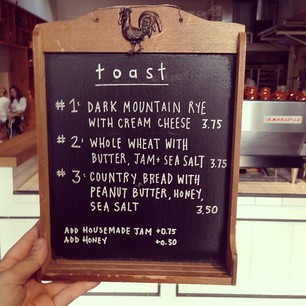 toast
#1: DARK MOUNTAIN RYE
WITH CREAM CHEESE 3.75
#2: WHOLE WHEAT WITH
BUTTER, JAM + SEA SALT 3.75
#3: COUNTRY BREAD WITH
PEANUT BUTTER, HONEY,
SEA SALT 3.50
ADD HOUSEMADE JAM +0.75
ADD HONEY +0.50